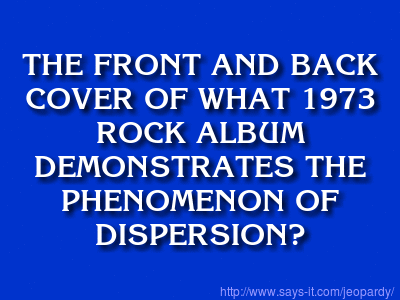 THE FRONT AND BACK
COVER OF WHAT 1973
ROCK ALBUM
DEMONSTRATES THE
PHENOMENON OF
DISPERSION?
http://www.says-it.com/jeopardy/